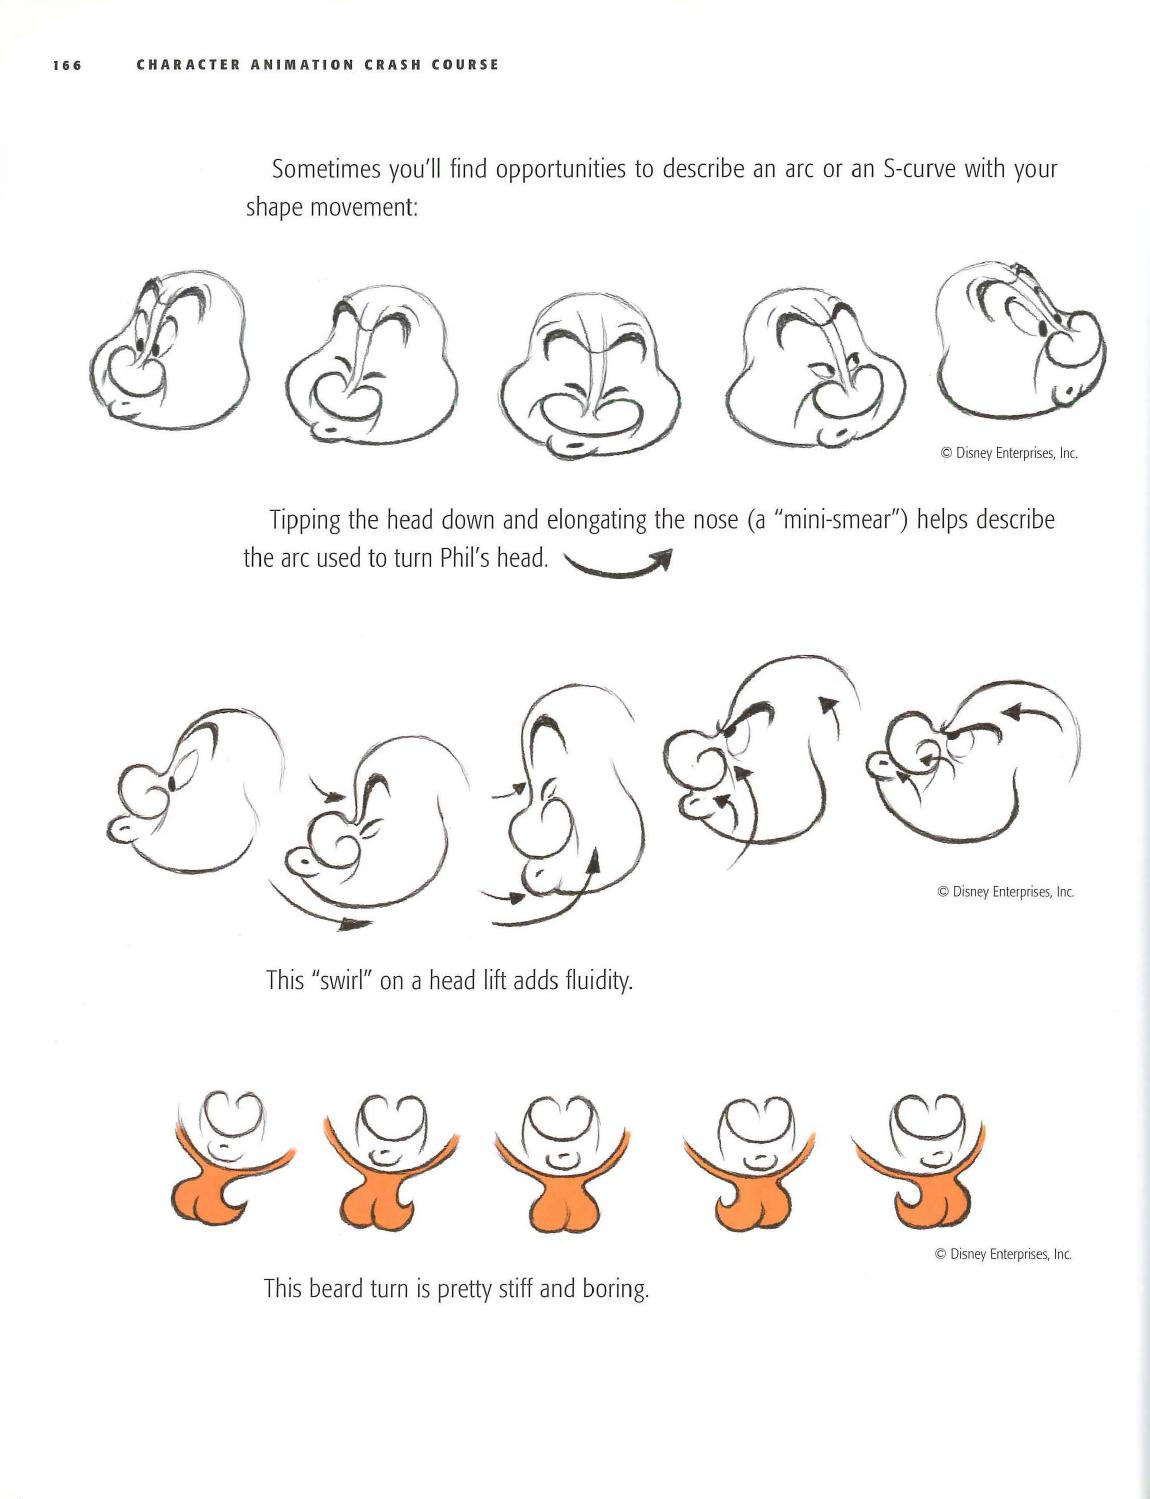 166 CHARACTER ANIMATION CRASH COURSE
Sometimes you'll find opportunities to describe an arc or an S-curve with your
shape movement:
© Disney Enterprises, Inc.
Tipping the head down and elongating the nose (a "mini-smear") helps describe
the arc used to turn Phil's head.
© Disney Enterprises, Inc.
This "swirl" on a head lift adds fluidity.
© Disney Enterprises, Inc.
This beard turn is pretty stiff and boring.